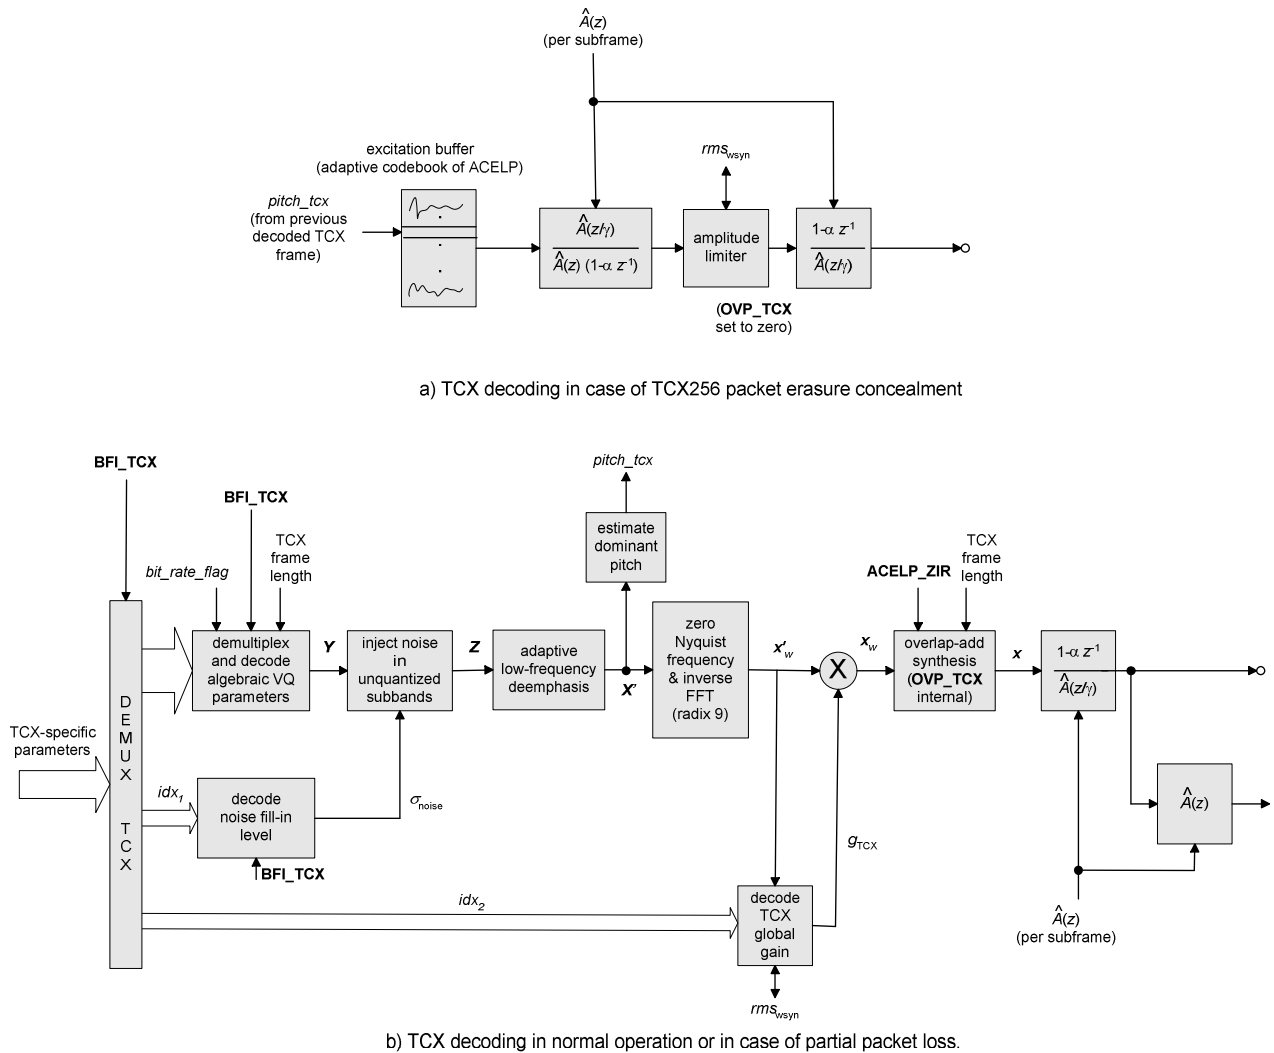 Â(z)
(per subframe)
excitation buffer
(adaptive codebook of ACELP)
rms_wsyn
pitch_tcx
(from previous
decoded TCX
frame)
Â(z/γ)
Â(z) (1-α z⁻¹)
amplitude
limiter
1-α z⁻¹
Â(z/γ)
(OVP_TCX
set to zero)
a) TCX decoding in case of TCX256 packet erasure concealment
BFI_TCX
BFI_TCX
TCX
frame
length
bit_rate_flag
pitch_tcx
estimate
dominant
pitch
ACELP_ZIR
TCX
frame
length
demultiplex
and decode
algebraic VQ
parameters
Y
inject noise
in
unquantized
subbands
Z
adaptive
low-frequency
deemphasis
X'
zero
Nyquist
frequency
& inverse
FFT
(radix 9)
x'_w
X
x_w
overlap-add
synthesis
(OVP_TCX
internal)
x
1-α z⁻¹
Â(z/γ)
TCX-specific
parameters
DEMUX TCX
idx₁
decode
noise fill-in
level
σ_noise
BFI_TCX
Â(z)
g_TCX
idx₂
decode
TCX
global
gain
rms_wsyn
Â(z)
(per subframe)
b) TCX decoding in normal operation or in case of partial packet loss.